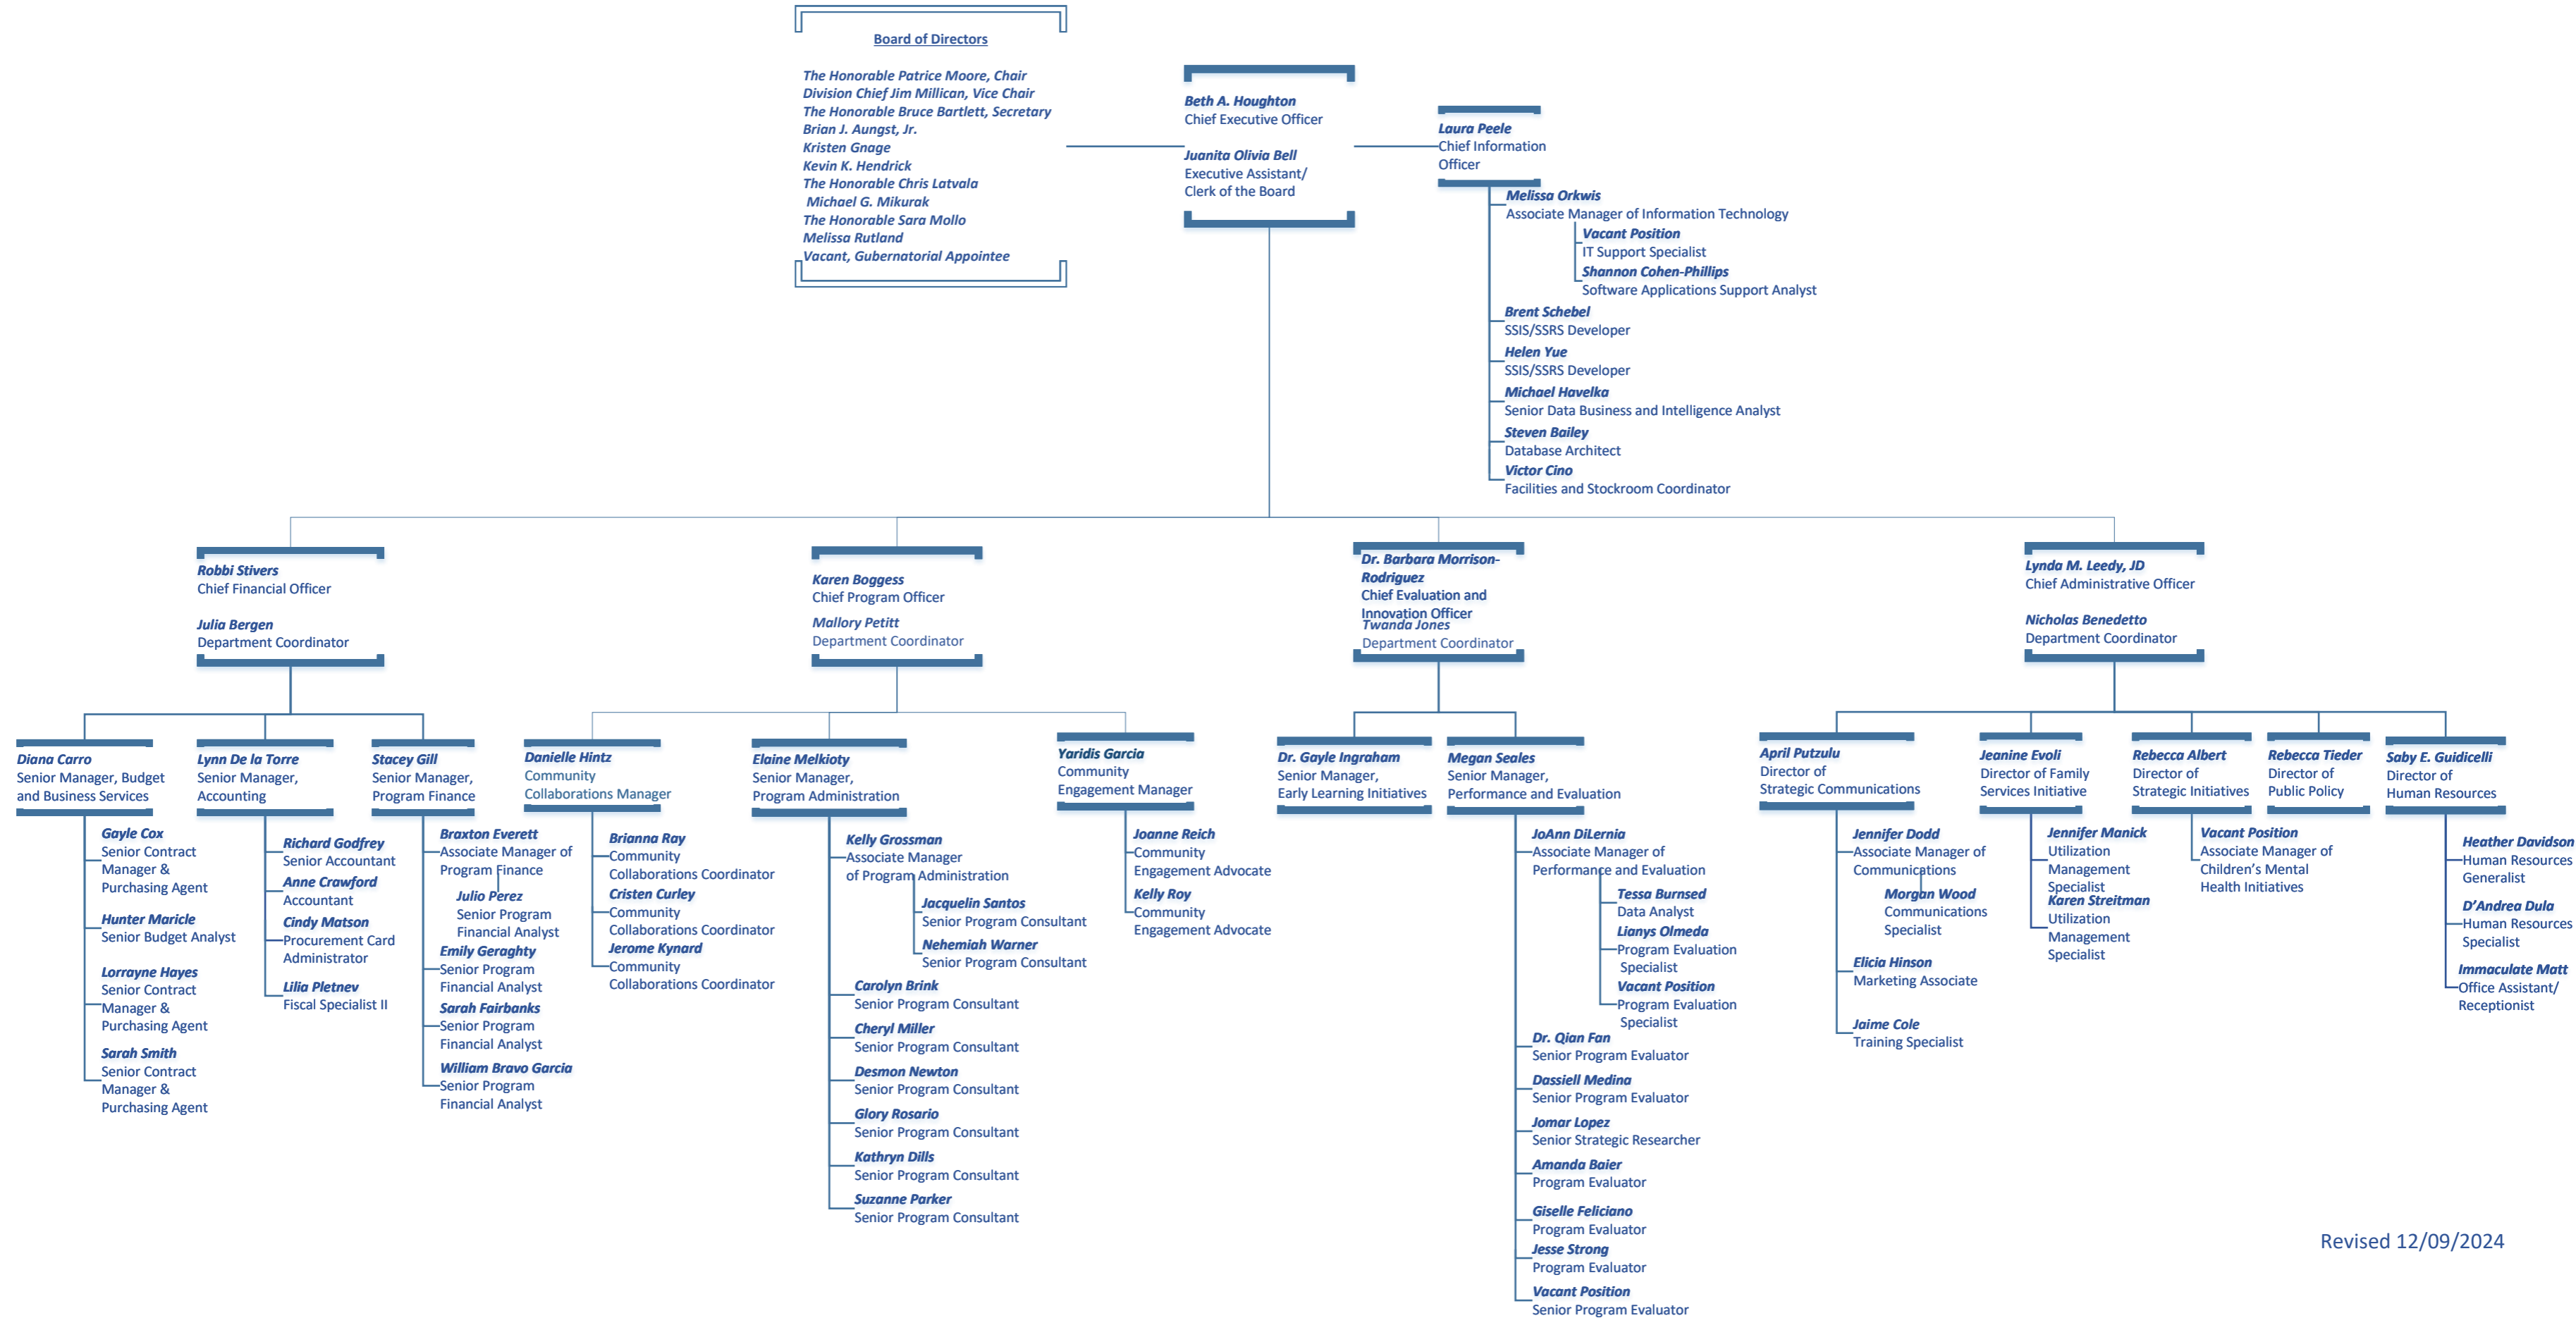 Board of Directors
The Honorable Patrice Moore, Chair
Division Chief Jim Millican, Vice Chair
The Honorable Bruce Bartlett, Secretary
Brian J. Aungst, Jr.
Kristen Gnage
Kevin K. Hendrick
The Honorable Chris Latvala
Michael G. Mikurak
The Honorable Sara Mollo
Melissa Rutland
Vacant, Gubernatorial Appointee
Beth A. Houghton
Chief Executive Officer
Juanita Olivia Bell
Executive Assistant/
Clerk of the Board
Laura Peele
Chief Information
Officer
Melissa Orkwis
Associate Manager of Information Technology
Vacant Position
IT Support Specialist
Shannon Cohen-Phillips
Software Applications Support Analyst
Brent Schebel
SSIS/SSRS Developer
Helen Yue
SSIS/SSRS Developer
Michael Havelka
Senior Data Business and Intelligence Analyst
Steven Bailey
Database Architect
Victor Cino
Facilities and Stockroom Coordinator
Robbi Stivers
Chief Financial Officer
Julia Bergen
Department Coordinator
Karen Boggess
Chief Program Officer
Mallory Petitt
Department Coordinator
Dr. Barbara Morrison-
Rodriguez
Chief Evaluation and
Innovation Officer
Twanda Jones
Department Coordinator
Lynda M. Leedy, JD
Chief Administrative Officer
Nicholas Benedetto
Department Coordinator
Diana Carro
Senior Manager, Budget
and Business Services
Gayle Cox
Senior Contract
Manager &
Purchasing Agent
Hunter Maricle
Senior Budget Analyst
Lorrayne Hayes
Senior Contract
Manager &
Purchasing Agent
Sarah Smith
Senior Contract
Manager &
Purchasing Agent
Lynn De la Torre
Senior Manager,
Accounting
Richard Godfrey
Senior Accountant
Anne Crawford
Accountant
Cindy Matson
Procurement Card
Administrator
Lilia Pletnev
Fiscal Specialist II
Stacey Gill
Senior Manager,
Program Finance
Braxton Everett
Associate Manager of
Program Finance
Julio Perez
Senior Program
Financial Analyst
Emily Geraghty
Senior Program
Financial Analyst
Sarah Fairbanks
Senior Program
Financial Analyst
William Bravo Garcia
Senior Program
Financial Analyst
Danielle Hintz
Community
Collaborations Manager
Brianna Ray
Community
Collaborations Coordinator
Cristen Curley
Community
Collaborations Coordinator
Jerome Kynard
Community
Collaborations Coordinator
Elaine Melkioty
Senior Manager,
Program Administration
Kelly Grossman
Associate Manager
of Program Administration
Jacquelin Santos
Senior Program Consultant
Nehemiah Warner
Senior Program Consultant
Carolyn Brink
Senior Program Consultant
Cheryl Miller
Senior Program Consultant
Desmon Newton
Senior Program Consultant
Glory Rosario
Senior Program Consultant
Kathryn Dills
Senior Program Consultant
Suzanne Parker
Senior Program Consultant
Yaridis Garcia
Community
Engagement Manager
Joanne Reich
Community
Engagement Advocate
Kelly Roy
Community
Engagement Advocate
Dr. Gayle Ingraham
Senior Manager,
Early Learning Initiatives
Megan Seales
Senior Manager,
Performance and Evaluation
JoAnn DiLernia
Associate Manager of
Performance and Evaluation
Tessa Burnsed
Data Analyst
Lianys Olmeda
Program Evaluation
Specialist
Vacant Position
Program Evaluation
Specialist
Dr. Qian Fan
Senior Program Evaluator
Dassiell Medina
Senior Program Evaluator
Jomar Lopez
Senior Strategic Researcher
Amanda Baier
Program Evaluator
Giselle Feliciano
Program Evaluator
Jesse Strong
Program Evaluator
Vacant Position
Senior Program Evaluator
April Putzulu
Director of
Strategic Communications
Jennifer Dodd
Associate Manager of
Communications
Morgan Wood
Communications
Specialist
Elicia Hinson
Marketing Associate
Jaime Cole
Training Specialist
Jeanine Evoli
Director of Family
Services Initiative
Jennifer Manick
Utilization
Management
Specialist
Karen Streitman
Utilization
Management
Specialist
Rebecca Albert
Director of
Strategic Initiatives
Vacant Position
Associate Manager of
Children's Mental
Health Initiatives
Rebecca Tieder
Director of
Public Policy
Saby E. Guidicelli
Director of
Human Resources
Heather Davidson
Human Resources
Generalist
D'Andrea Dula
Human Resources
Specialist
Immaculate Matt
Office Assistant/
Receptionist
Revised 12/09/2024